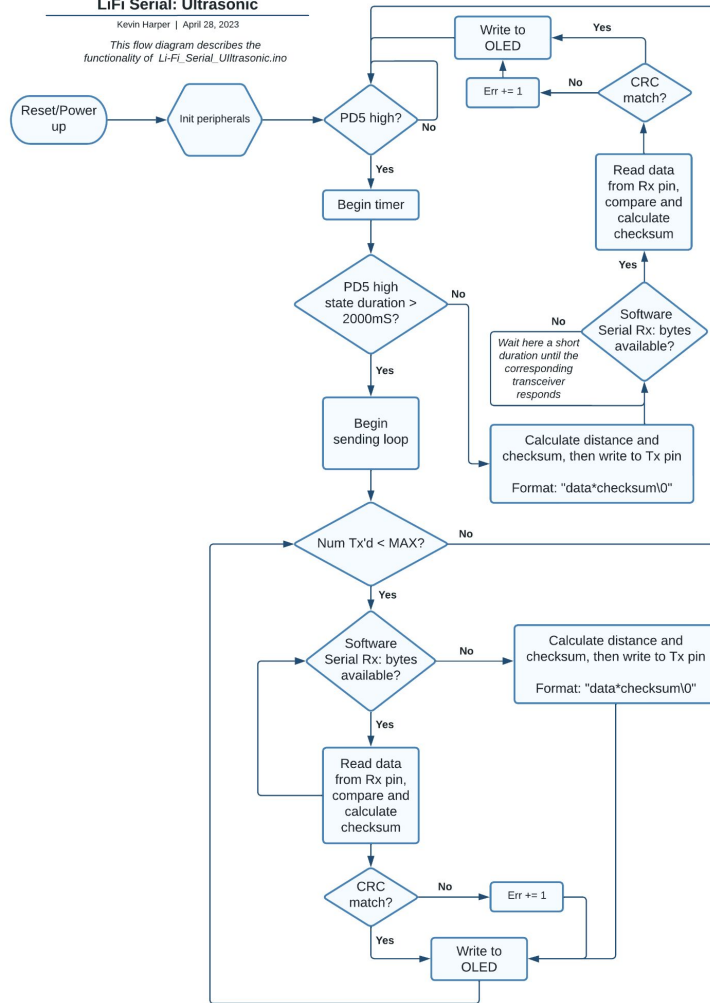 LiFi Serial: Ultrasonic
Kevin Harper | April 28, 2023
This flow diagram describes the
functionality of Li-Fi_Serial_Ulltrasonic.ino
Reset/Power
up
Init peripherals
PD5 high?
No
Yes
Begin timer
PD5 high
state duration >
2000mS?
No
Yes
Begin
sending loop
Write to
OLED
Yes
Err += 1
No
CRC
match?
Read data
from Rx pin,
compare and
calculate
checksum
Yes
Software
Serial Rx: bytes
available?
No
Wait here a short
duration until the
corresponding
transceiver
responds
Calculate distance and
checksum, then write to Tx pin
Format: "data*checksum\0"
Num Tx'd < MAX?
No
Yes
Software
Serial Rx: bytes
available?
No
Calculate distance and
checksum, then write to Tx pin
Format: "data*checksum\0"
Yes
Read data
from Rx pin,
compare and
calculate
checksum
CRC
match?
No
Err += 1
Yes
Write to
OLED